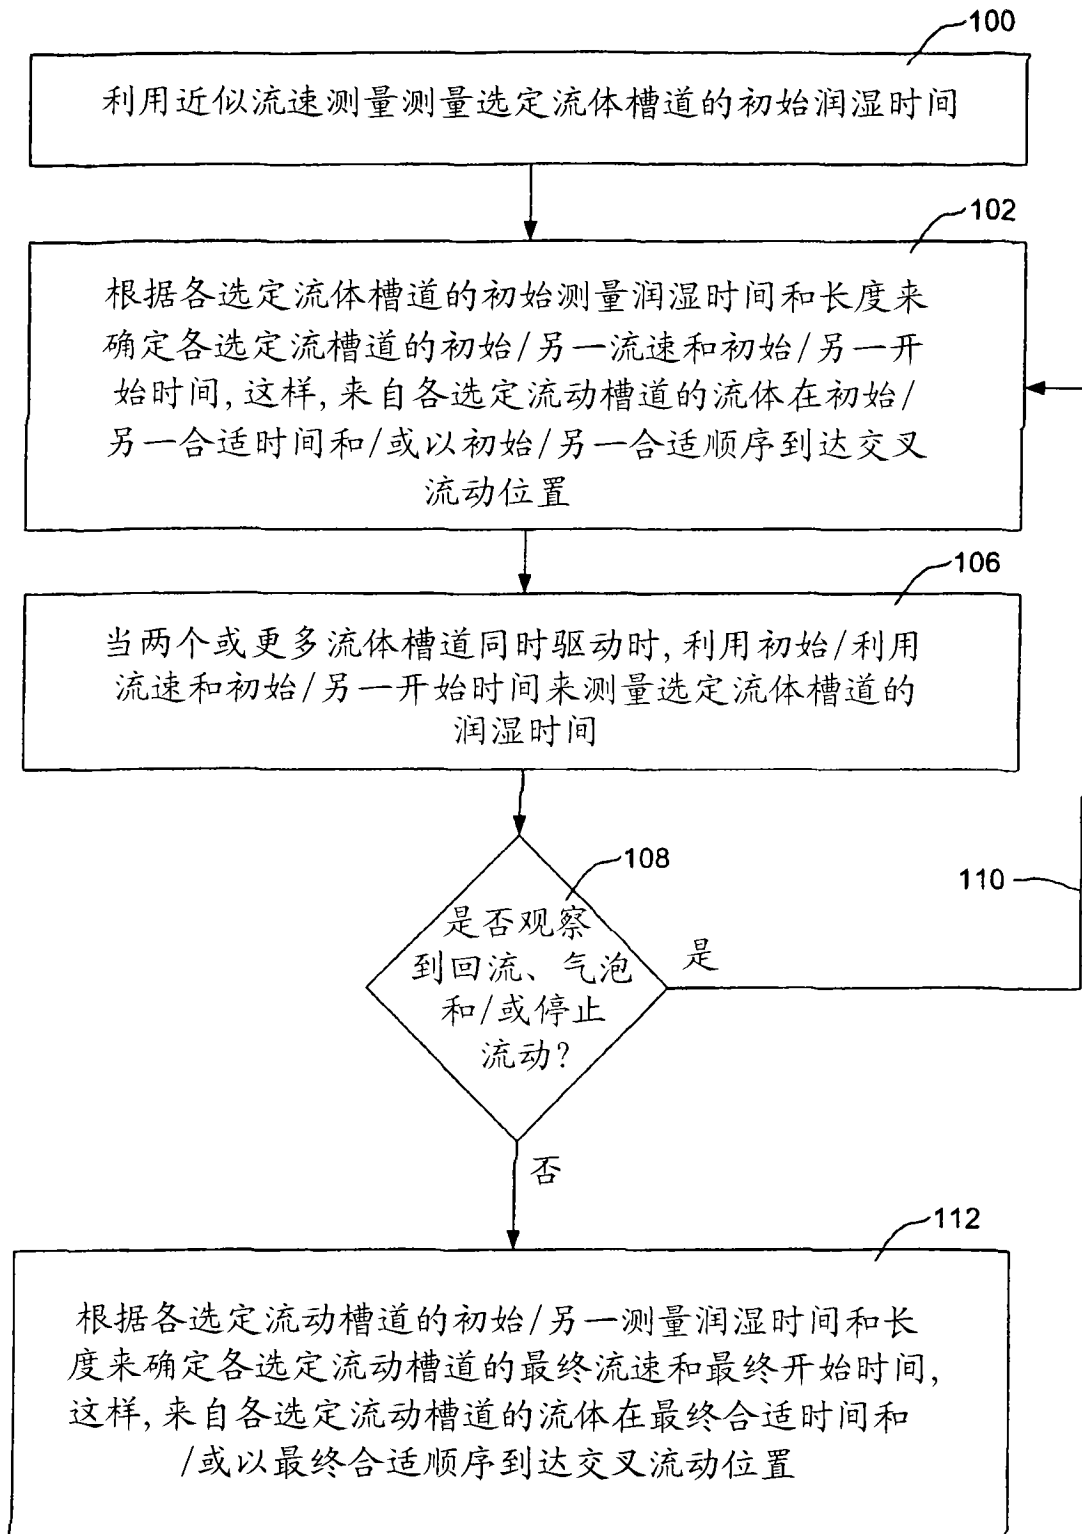 100
利用近似流速测量测量选定流体槽道的初始润湿时间
102
根据各选定流体槽道的初始测量润湿时间和长度来
确定各选定流槽道的初始/另一流速和初始/另一开
始时间,这样,来自各选定流动槽道的流体在初始/
另一合适时间和/或以初始/另一合适顺序到达交叉
流动位置
106
当两个或更多流体槽道同时驱动时,利用初始/利用
流速和初始/另一开始时间来测量选定流体槽道的
润湿时间
108
是否观察
到回流、气泡
和/或停止
流动?
是
110
否
112
根据各选定流动槽道的初始/另一测量润湿时间和长
度来确定各选定流动槽道的最终流速和最终开始时间,
这样,来自各选定流动槽道的流体在最终合适时间和
/或以最终合适顺序到达交叉流动位置